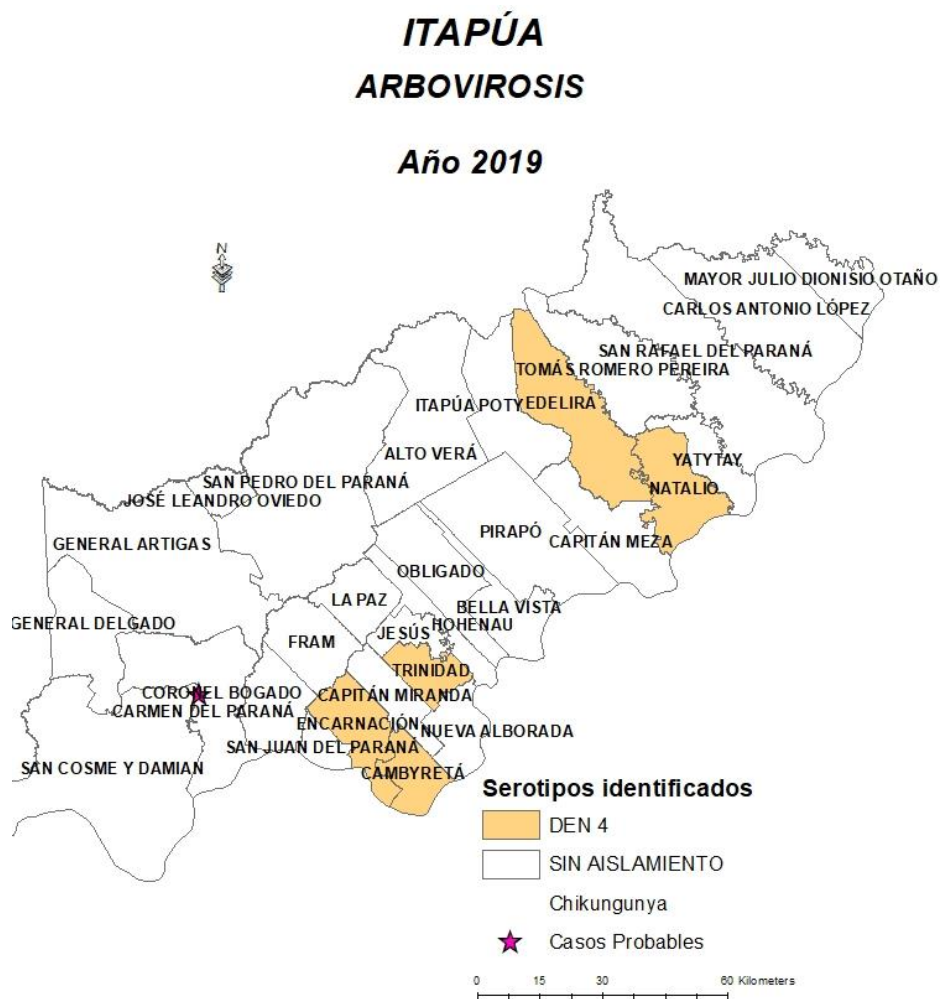 ITAPÚA
ARBOVIROSIS
Año 2019
N
MAYOR JULIO DIONISIO OTAÑO
CARLOS ANTONIO LÓPEZ
SAN RAFAEL DEL PARANÁ
TOMÁS ROMERO PEREIRA
ITAPÚA POTY
EDELIRA
ALTO VERÁ
YATYTAY
SAN PEDRO DEL PARANÁ
NATALIO
JOSÉ LEANDRO OVIEDO
PIRAPÓ
GENERAL ARTIGAS
CAPITÁN MEZA
OBLIGADO
LA PAZ
BELLA VISTA
GENERAL DELGADO
HOHENAU
JESÚS
FRAM
TRINIDAD
CORONEL BOGADO
CAPITÁN MIRANDA
CARMEN DEL PARANÁ
ENCARNACIÓN
NUEVA ALBORADA
SAN JUAN DEL PARANÁ
SAN COSME Y DAMIAN
CAMBYRETÁ
Serotipos identificados
DEN 4
SIN AISLAMIENTO
Chikungunya
Casos Probables
0 15 30 60 Kilometers